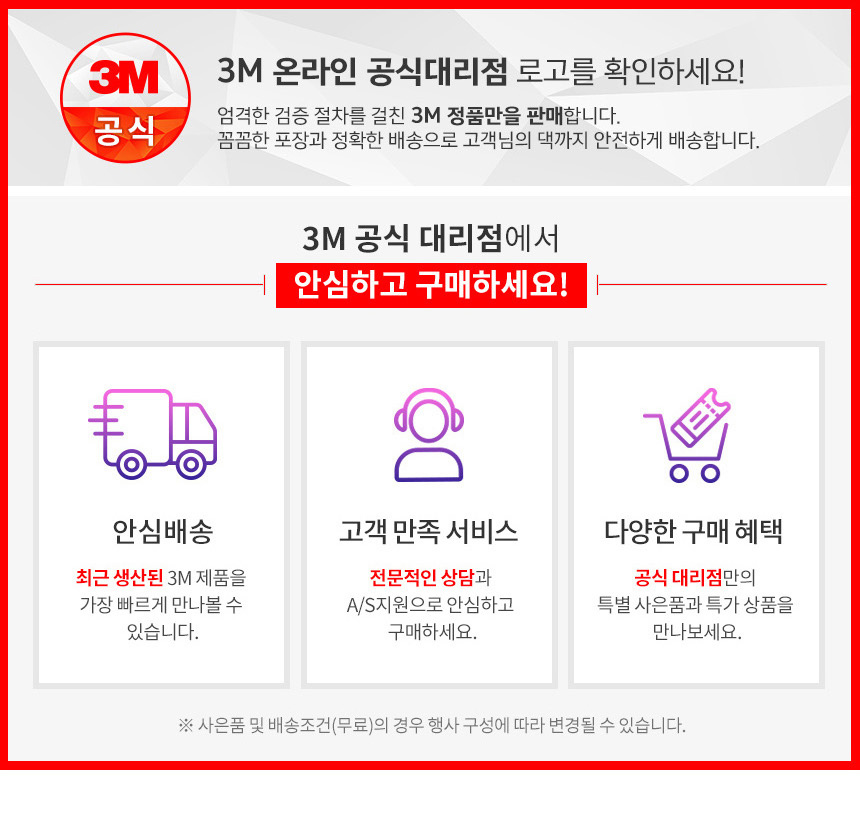 3M
공식
3M 온라인 공식대리점 로고를 확인하세요!
엄격한 검증 절차를 걸친 3M 정품만을 판매합니다.
꼼꼼한 포장과 정확한 배송으로 고객님의 댁까지 안전하게 배송합니다.
3M 공식 대리점에서
안심하고 구매하세요!
안심배송
최근 생산된 3M 제품을
가장 빠르게 만나볼 수
있습니다.
고객 만족 서비스
전문적인 상담과
A/S지원으로 안심하고
구매하세요.
다양한 구매 혜택
공식 대리점만의
특별 사은품과 특가 상품을
만나보세요.
※ 사은품 및 배송조건(무료)의 경우 행사 구성에 따라 변경될 수 있습니다.